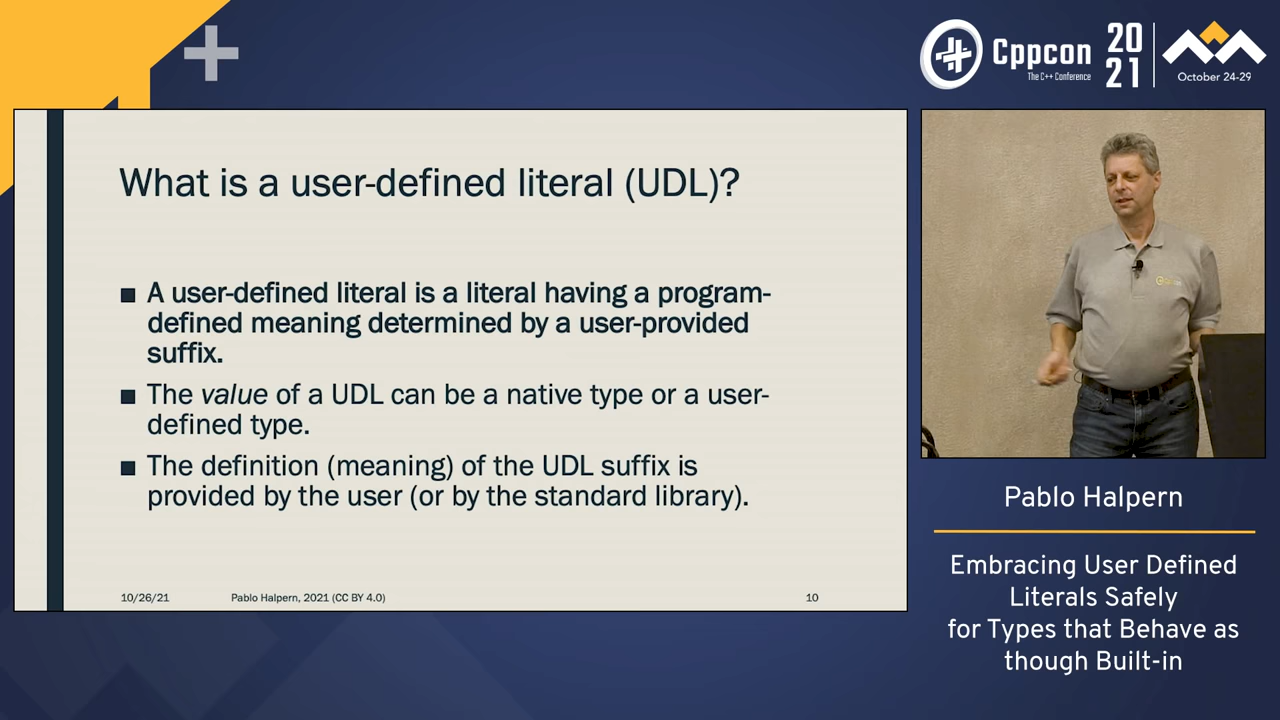 Cppcon
The C++ Conference
20
21
October 24-29
What is a user-defined literal (UDL)?
■ A user-defined literal is a literal having a program-
defined meaning determined by a user-provided
suffix.
■ The value of a UDL can be a native type or a user-
defined type.
■ The definition (meaning) of the UDL suffix is
provided by the user (or by the standard library).
10/26/21
Pablo Halpern, 2021 (CC BY 4.0)
10
Pablo Halpern
Embracing User Defined
Literals Safely
for Types that Behave as
though Built-in